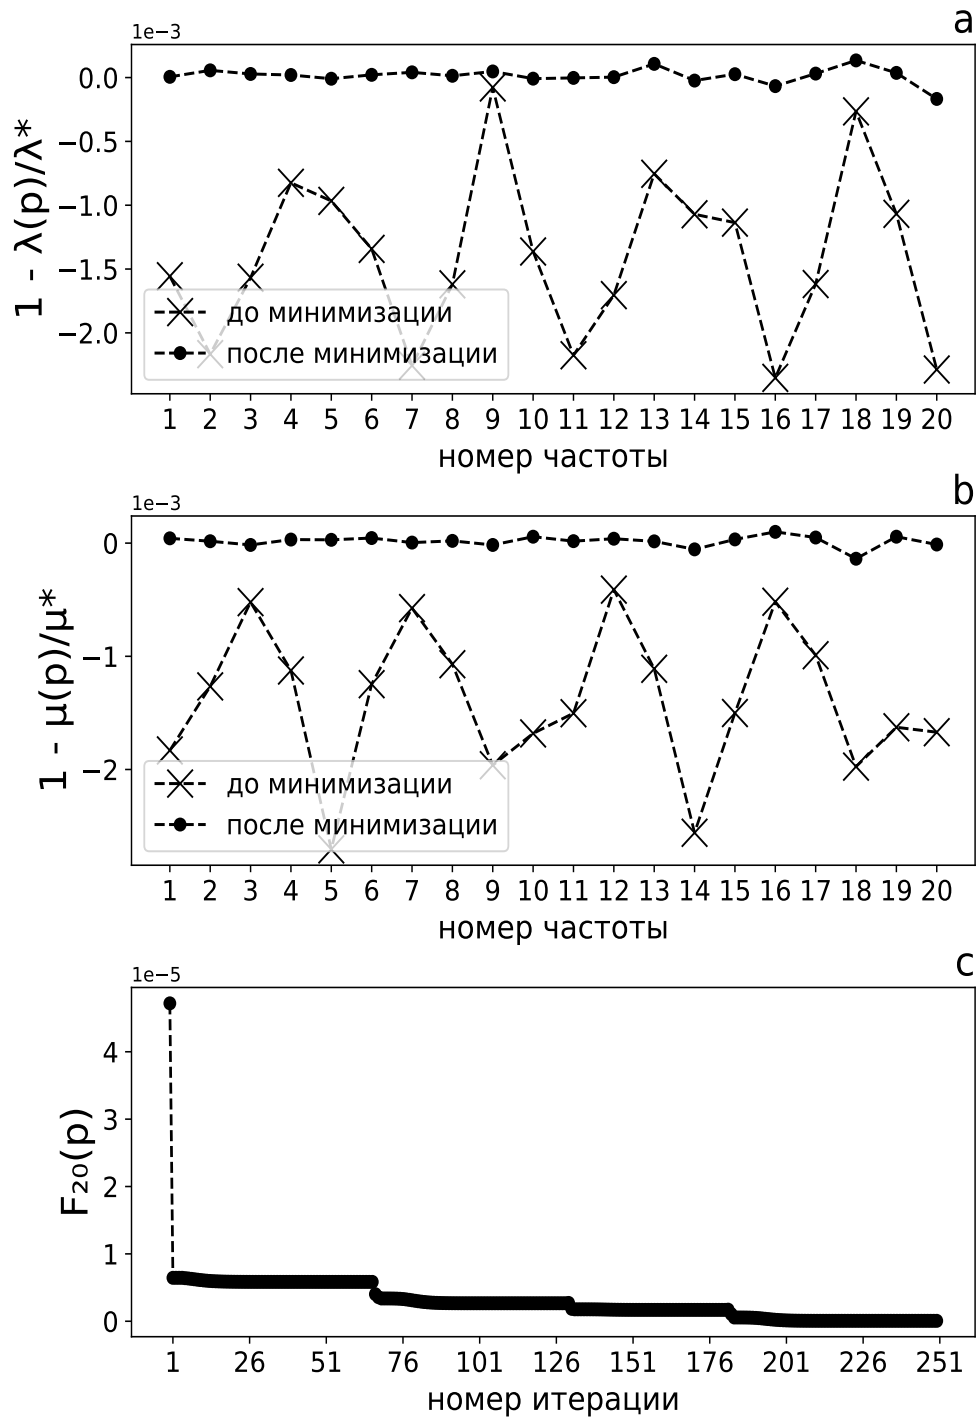 a
1e−3
0.0
−0.5
−1.0
−1.5
−2.0
1 - λ(p)/λ*
до минимизации
после минимизации
1 2 3 4 5 6 7 8 9 10 11 12 13 14 15 16 17 18 19 20
номер частоты
b
1e−3
0
−1
−2
1 - μ(p)/μ*
до минимизации
после минимизации
1 2 3 4 5 6 7 8 9 10 11 12 13 14 15 16 17 18 19 20
номер частоты
c
1e−5
4
3
2
1
0
F₂₀(p)
1 26 51 76 101 126 151 176 201 226 251
номер итерации